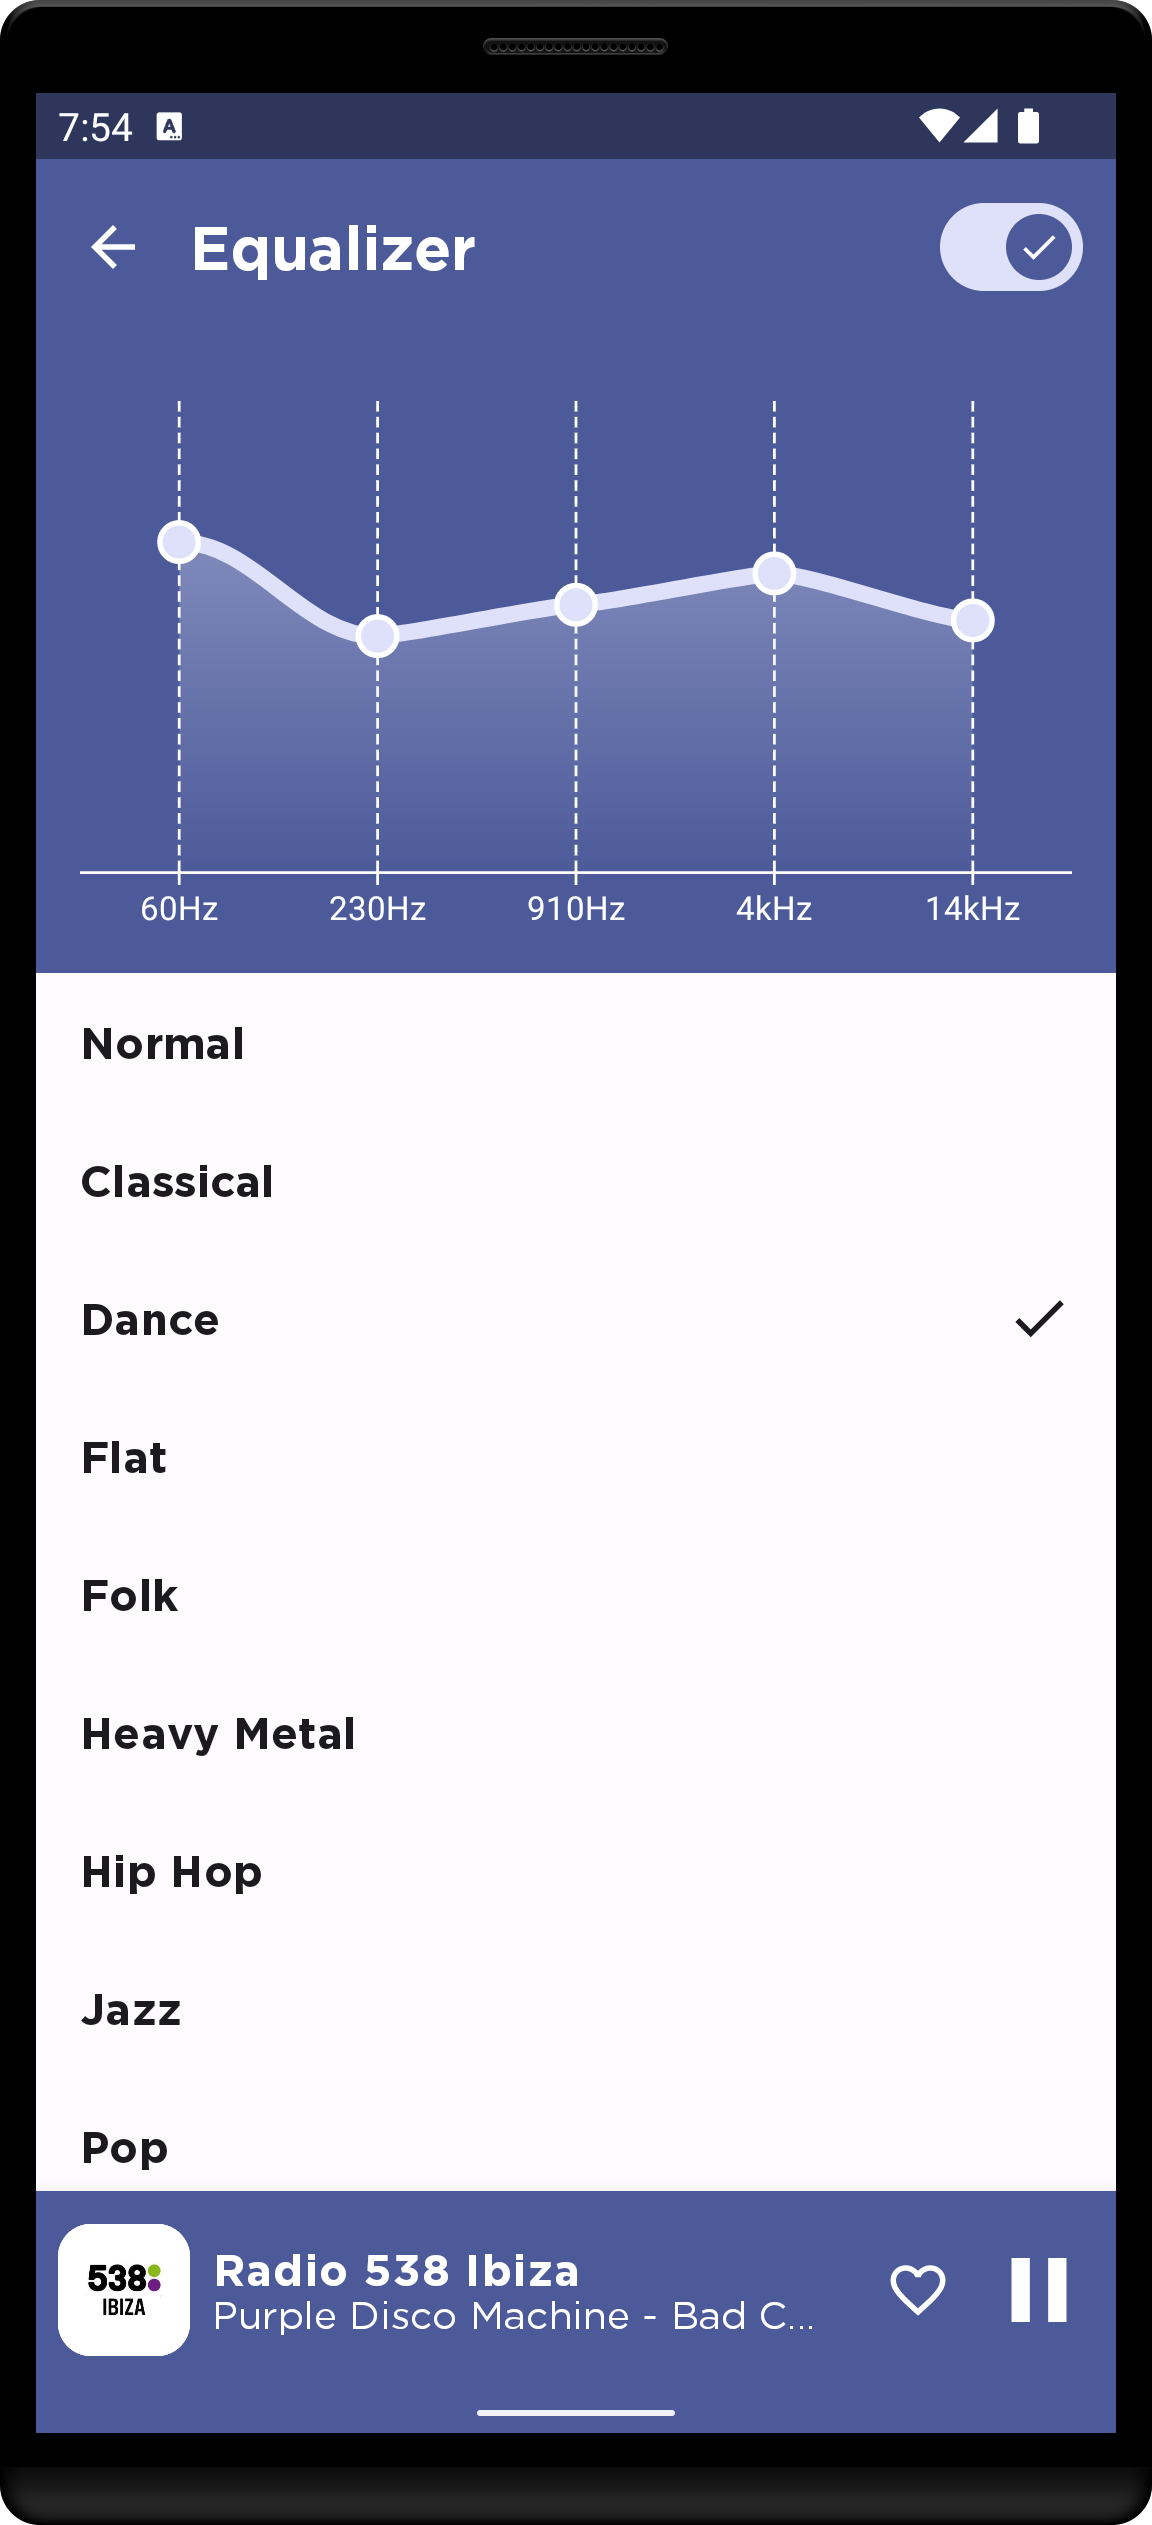 7:54
Equalizer
60Hz 230Hz 910Hz 4kHz 14kHz
Normal
Classical
Dance
Flat
Folk
Heavy Metal
Hip Hop
Jazz
Pop
538
IBIZA
Radio 538 Ibiza
Purple Disco Machine - Bad C...